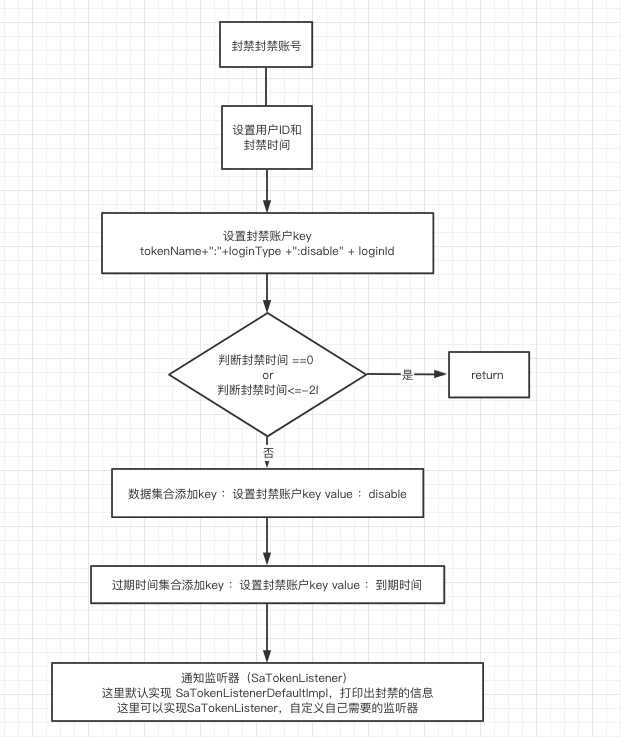 封禁封禁账号
设置用户ID和
封禁时间
设置封禁账户key
tokenName+":"+loginType +":disable" + loginId
判断封禁时间 ==0
or
判断封禁时间<=-2l
是
return
否
数据集合添加key ：设置封禁账户key value ：disable
过期时间集合添加key ：设置封禁账户key value ：到期时间
通知监听器（SaTokenListener）
这里默认实现 SaTokenListenerDefaultImpl，打印出封禁的信息
这里可以实现SaTokenListener，自定义自己需要的监听器